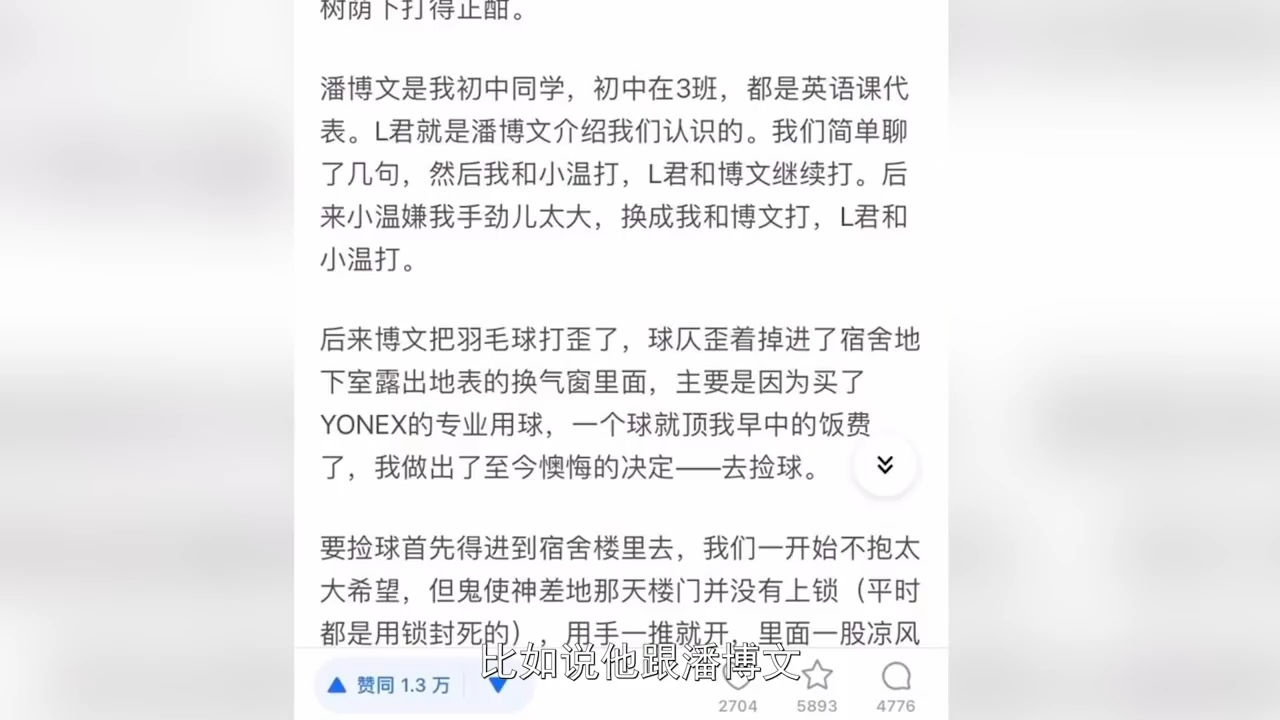 树荫下打得正酣。
潘博文是我初中同学，初中在3班，都是英语课代
表。L君就是潘博文介绍我们认识的。我们简单聊
了几句，然后我和小温打，L君和博文继续打。后
来小温嫌我手劲儿太大，换成我和博文打，L君和
小温打。
后来博文把羽毛球打歪了，球仄歪着掉进了宿舍地
下室露出地表的换气窗里面，主要是因为买了
YONEX的专业用球，一个球就顶我早中的饭费
了，我做出了至今懊悔的决定——去捡球。
要捡球首先得进到宿舍楼里去，我们一开始不抱太
大希望，但鬼使神差地那天楼门并没有上锁（平时
都是用锁封死的），用手一推就开，里面一股凉风
比如说他跟潘博文
赞同 1.3 万
2704
5893
4776